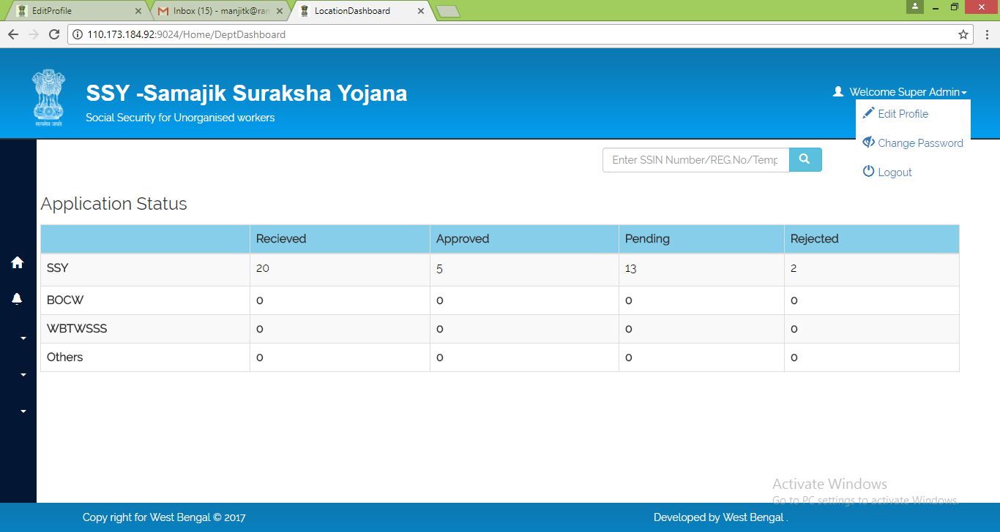 EditProfile
Inbox (15) - manjitk@ran
LocationDashboard
110.173.184.92:9024/Home/DeptDashboard
सत्यमेव जयते
SSY -Samajik Suraksha Yojana
Social Security for Unorganised workers
Welcome Super Admin
Edit Profile
Change Password
Logout
Enter SSIN Number/REG.No/Temp
Application Status
Recieved Approved Pending Rejected
SSY 20 5 13 2
BOCW 0 0 0 0
WBTWSSS 0 0 0 0
Others 0 0 0 0
Activate Windows
Go to PC settings to activate Windows.
Copy right for West Bengal © 2017
Developed by West Bengal .